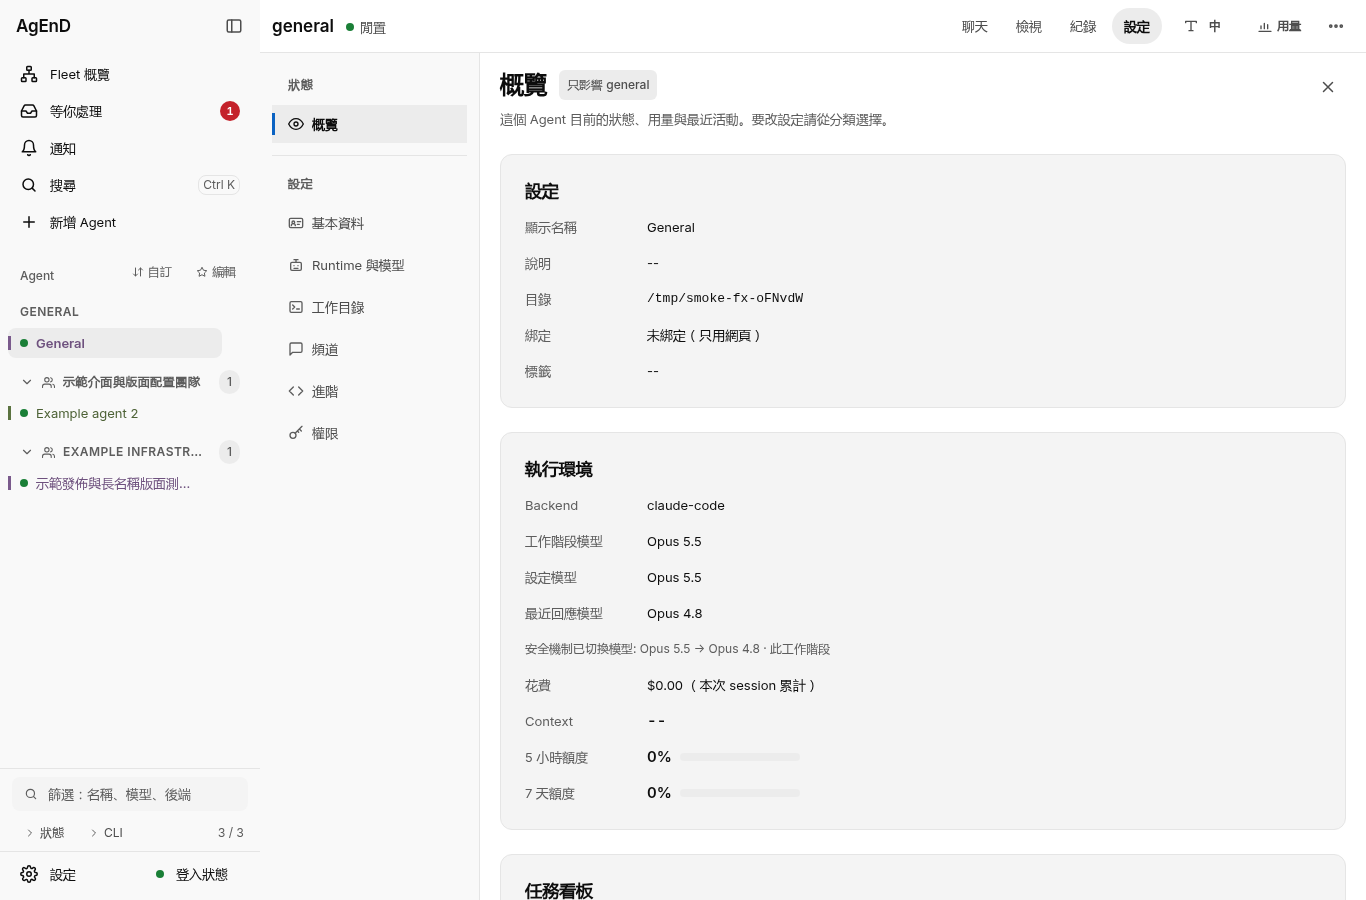 AgEnD
Fleet 概覽
等你處理 1
通知
搜尋 Ctrl K
新增 Agent
Agent 自訂 編輯
GENERAL
General
示範介面與版面配置團隊 1
Example agent 2
EXAMPLE INFRASTR... 1
示範發佈與長名稱版面測...
篩選：名稱、模型、後端
狀態 CLI 3 / 3
設定 登入狀態
general 閒置 聊天 檢視 紀錄 設定 中 用量
狀態
概覽
設定
基本資料
Runtime 與模型
工作目錄
頻道
進階
權限
概覽 只影響 general
這個 Agent 目前的狀態、用量與最近活動。要改設定請從分類選擇。
設定
顯示名稱 General
說明 --
目錄 /tmp/smoke-fx-oFNvdW
綁定 未綁定（只用網頁）
標籤 --
執行環境
Backend claude-code
工作階段模型 Opus 5.5
設定模型 Opus 5.5
最近回應模型 Opus 4.8
安全機制已切換模型: Opus 5.5 → Opus 4.8 · 此工作階段
花費 $0.00（本次 session 累計）
Context --
5 小時額度 0%
7 天額度 0%
任務看板